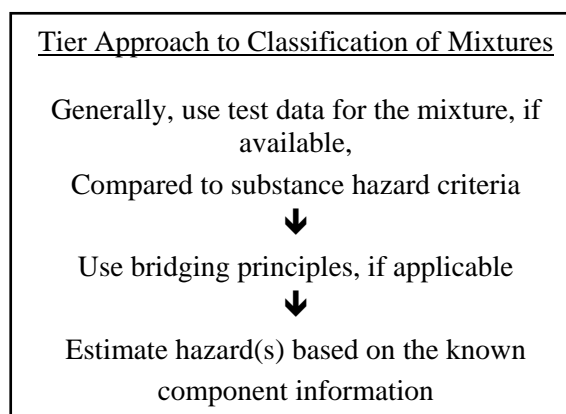 Tier Approach to Classification of Mixtures
Generally, use test data for the mixture, if
available,
Compared to substance hazard criteria
🡻
Use bridging principles, if applicable
🡻
Estimate hazard(s) based on the known
component information